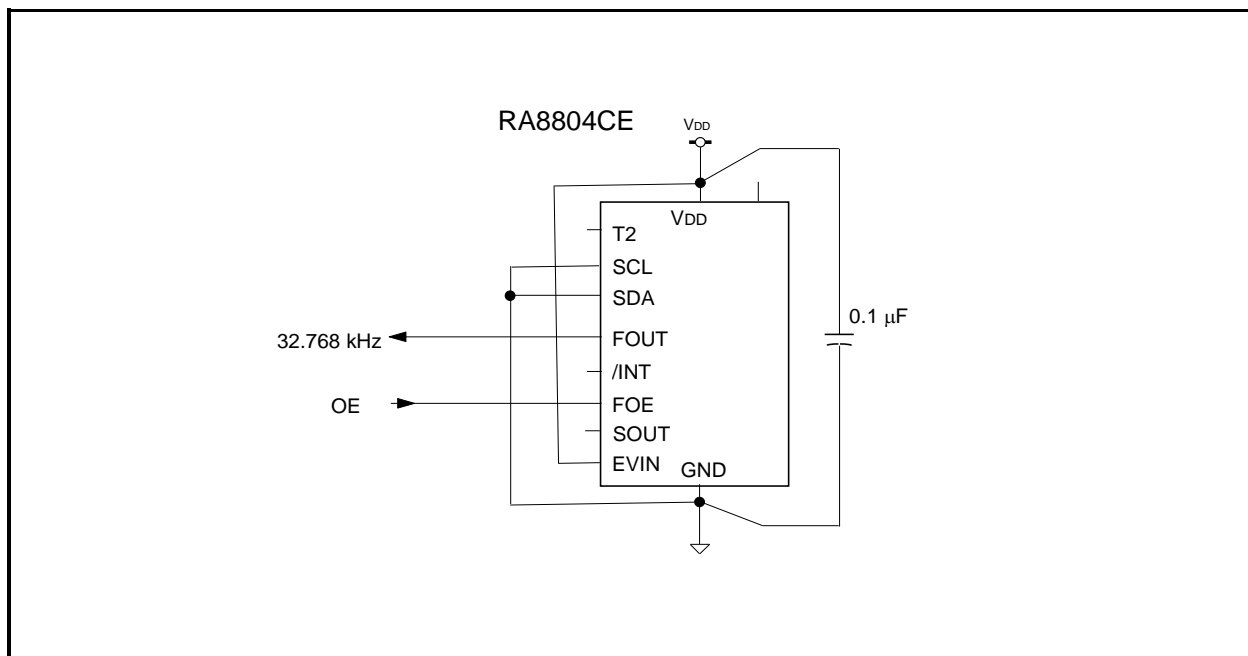 RA8804CE
VDD
VDD
T2
SCL
SDA
0.1 μF
32.768 kHz
FOUT
/INT
OE
FOE
SOUT
EVIN
GND